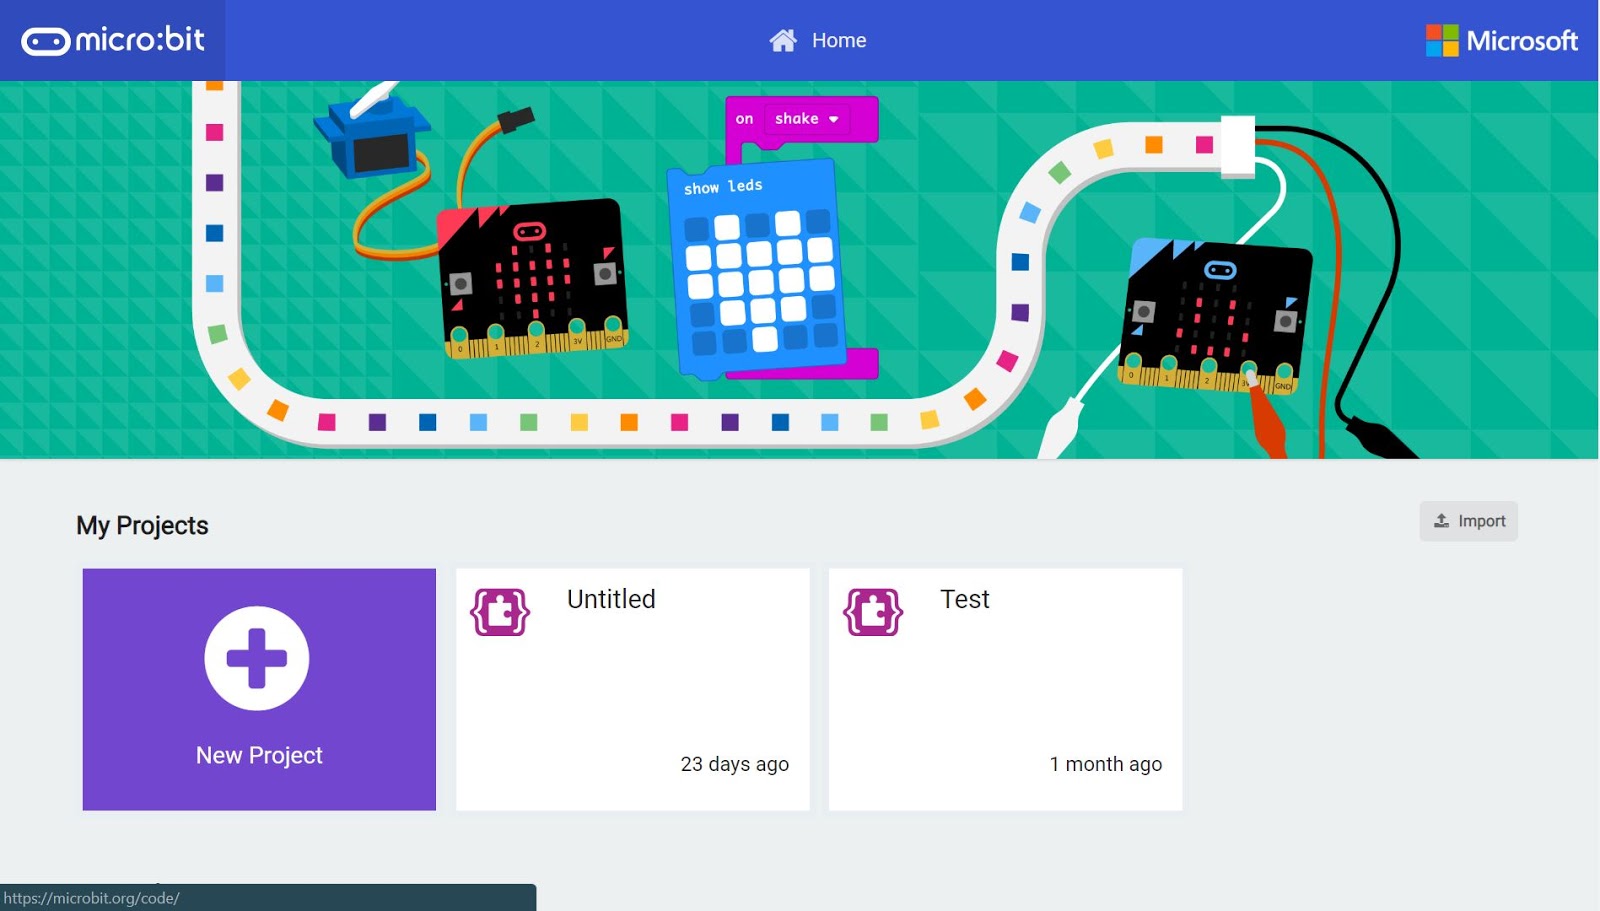 micro:bit
Home
Microsoft
on shake
show leds
0 1 2 3V GND
0 1 2 3V GND
My Projects
Import
New Project
Untitled
23 days ago
Test
1 month ago
https://microbit.org/code/